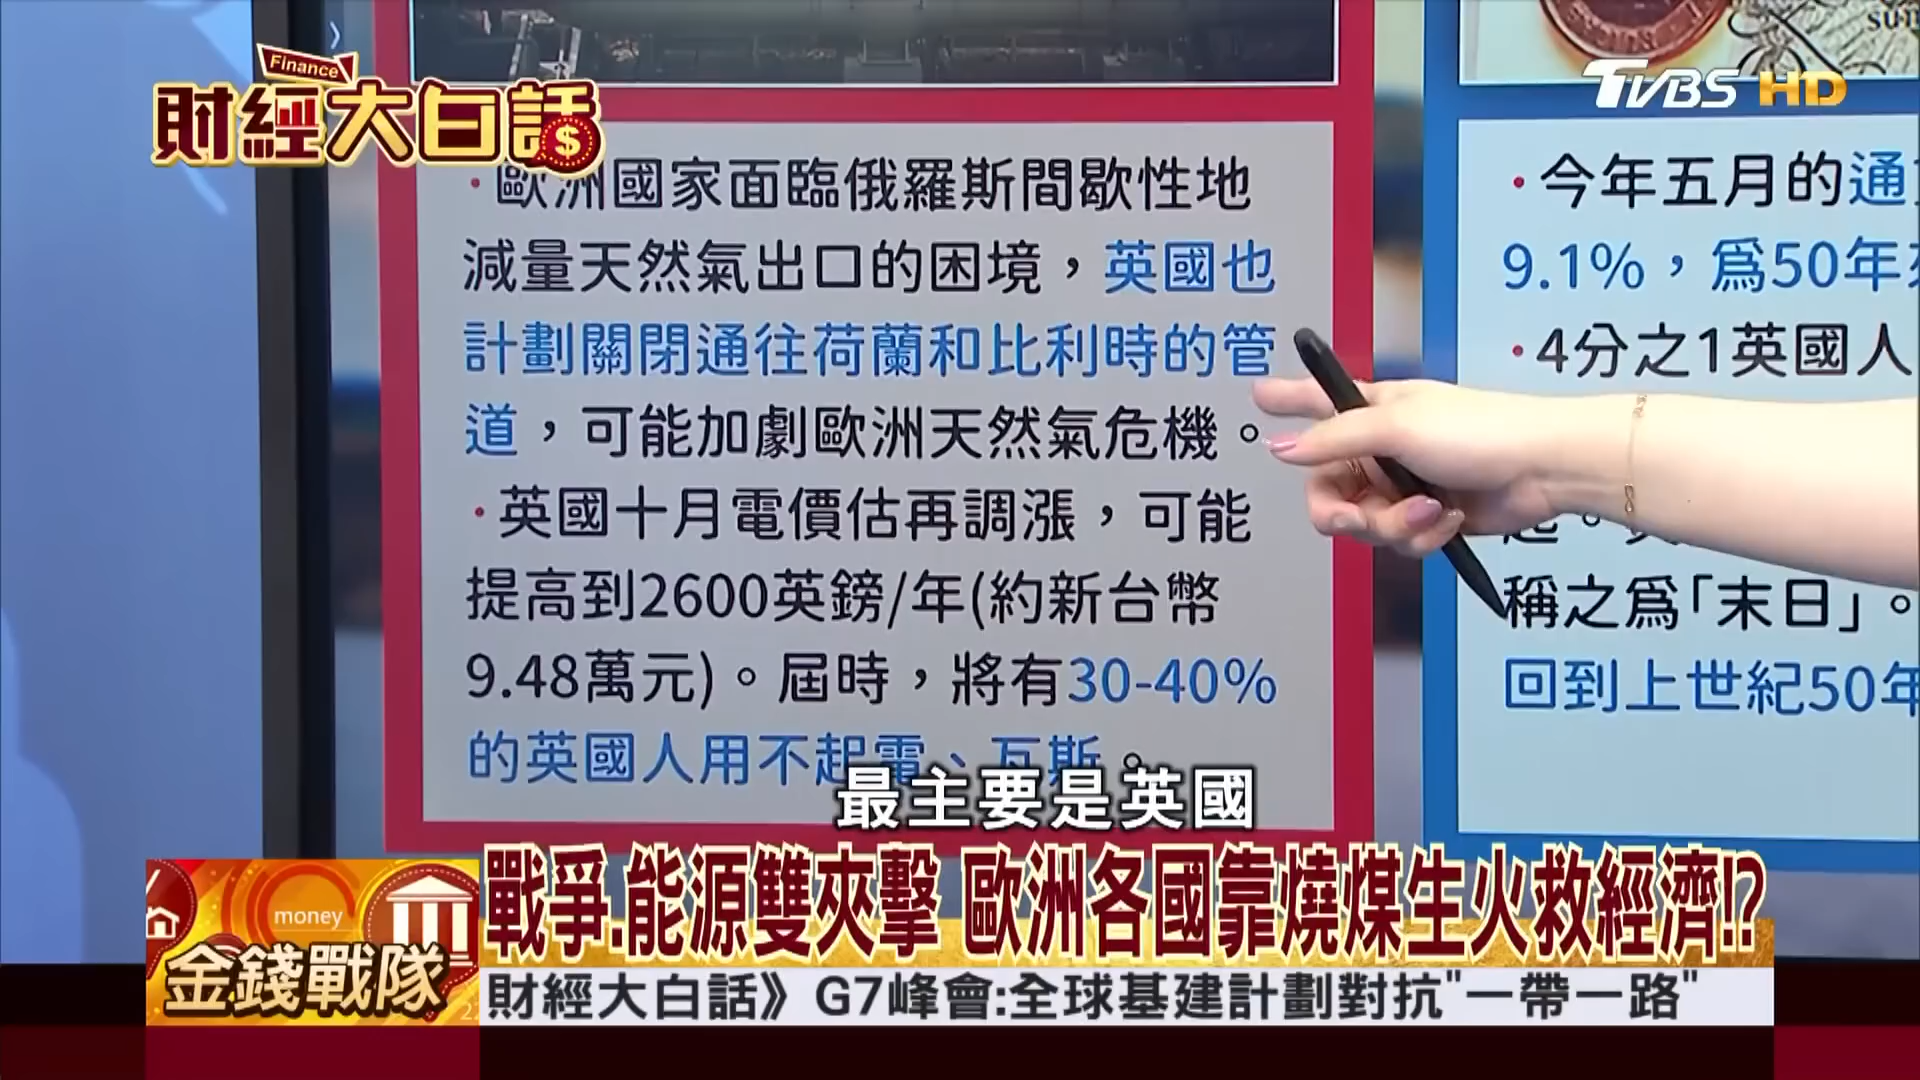 Finance
財經大白話
TVBS HD
·歐洲國家面臨俄羅斯間歇性地
減量天然氣出口的困境，英國也
計劃關閉通往荷蘭和比利時的管
道，可能加劇歐洲天然氣危機。
·英國十月電價估再調漲，可能
提高到2600英鎊/年(約新台幣
9.48萬元)。屆時，將有30-40%
的英國人用不起電、瓦斯。
·今年五月的通
9.1%，為50年
·4分之1英國人
稱之為「末日」。
回到上世紀50年
最主要是英國
戰爭.能源雙夾擊 歐洲各國靠燒煤生火救經濟!?
money
金錢戰隊
財經大白話》G7峰會:全球基建計劃對抗"一帶一路"